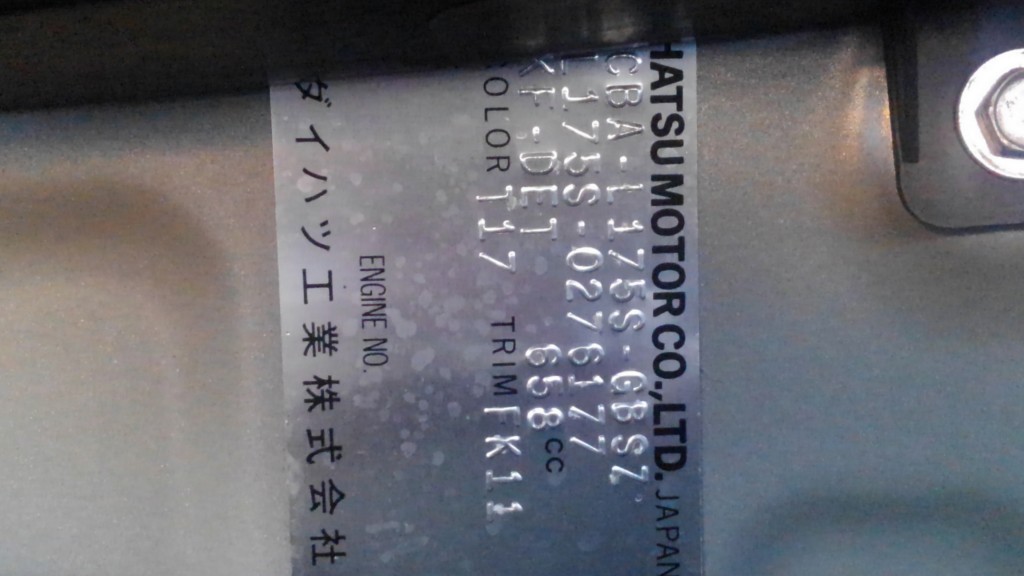 HATSU MOTOR CO., LTD. JAPAN
CBA-L175S-GBSZ
L175S-0276177
KF-DET 658 CC
COLOR T17 TRIM FK11
ENGINE NO.
ダイハツ工業株式会社